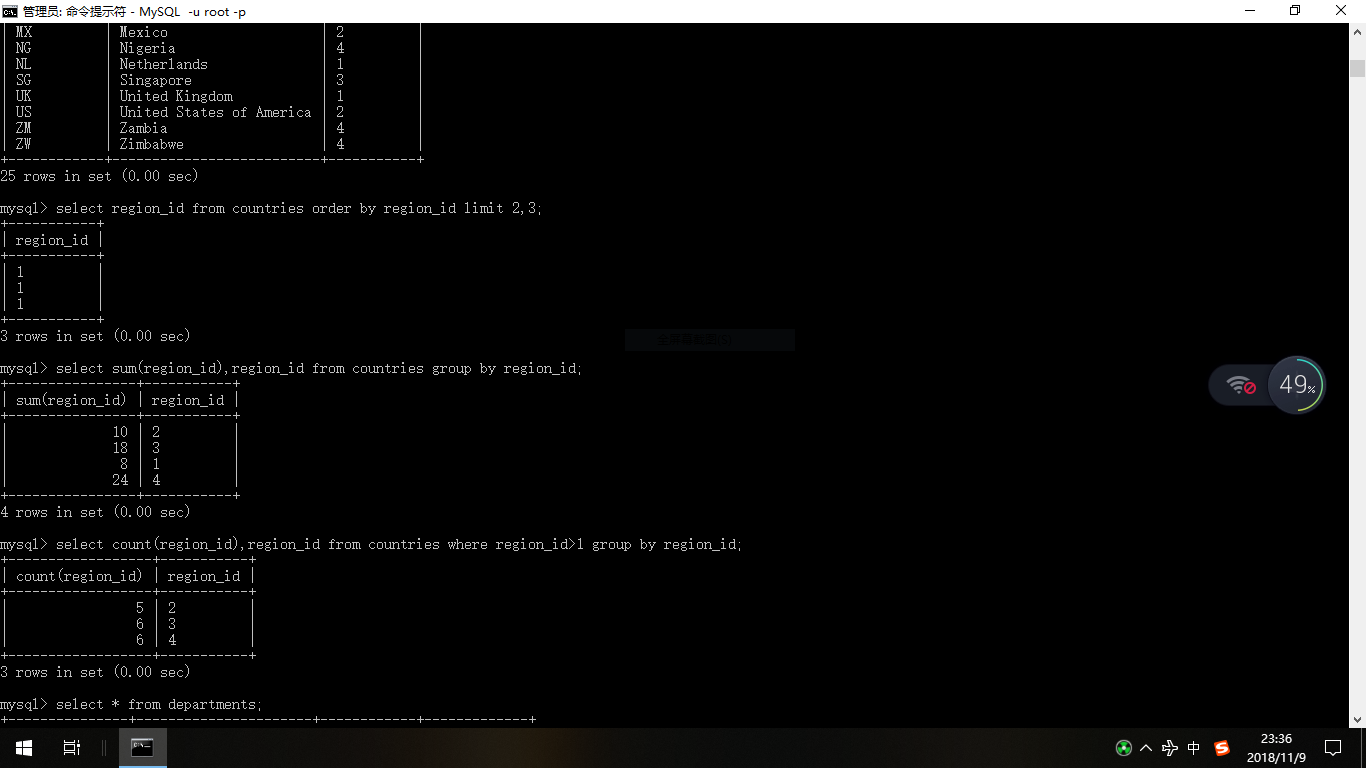 管理员: 命令提示符 - MySQL  -u root -p
| MX | Mexico | 2 |
| NG | Nigeria | 4 |
| NL | Netherlands | 1 |
| SG | Singapore | 3 |
| UK | United Kingdom | 1 |
| US | United States of America | 2 |
| ZM | Zambia | 4 |
| ZW | Zimbabwe | 4 |
+------------+---------------------------+-----------+
25 rows in set (0.00 sec)
mysql> select region_id from countries order by region_id limit 2,3;
+-----------+
| region_id |
+-----------+
| 1 |
| 1 |
| 1 |
+-----------+
3 rows in set (0.00 sec)
mysql> select sum(region_id),region_id from countries group by region_id;
+----------------+-----------+
| sum(region_id) | region_id |
+----------------+-----------+
| 10 | 2 |
| 18 | 3 |
| 8 | 1 |
| 24 | 4 |
+----------------+-----------+
4 rows in set (0.00 sec)
mysql> select count(region_id),region_id from countries where region_id>1 group by region_id;
+------------------+-----------+
| count(region_id) | region_id |
+------------------+-----------+
| 5 | 2 |
| 6 | 3 |
| 6 | 4 |
+------------------+-----------+
3 rows in set (0.00 sec)
mysql> select * from departments;
+---------------+----------------------+------------+-------------+
49%
中
23:36
2018/11/9